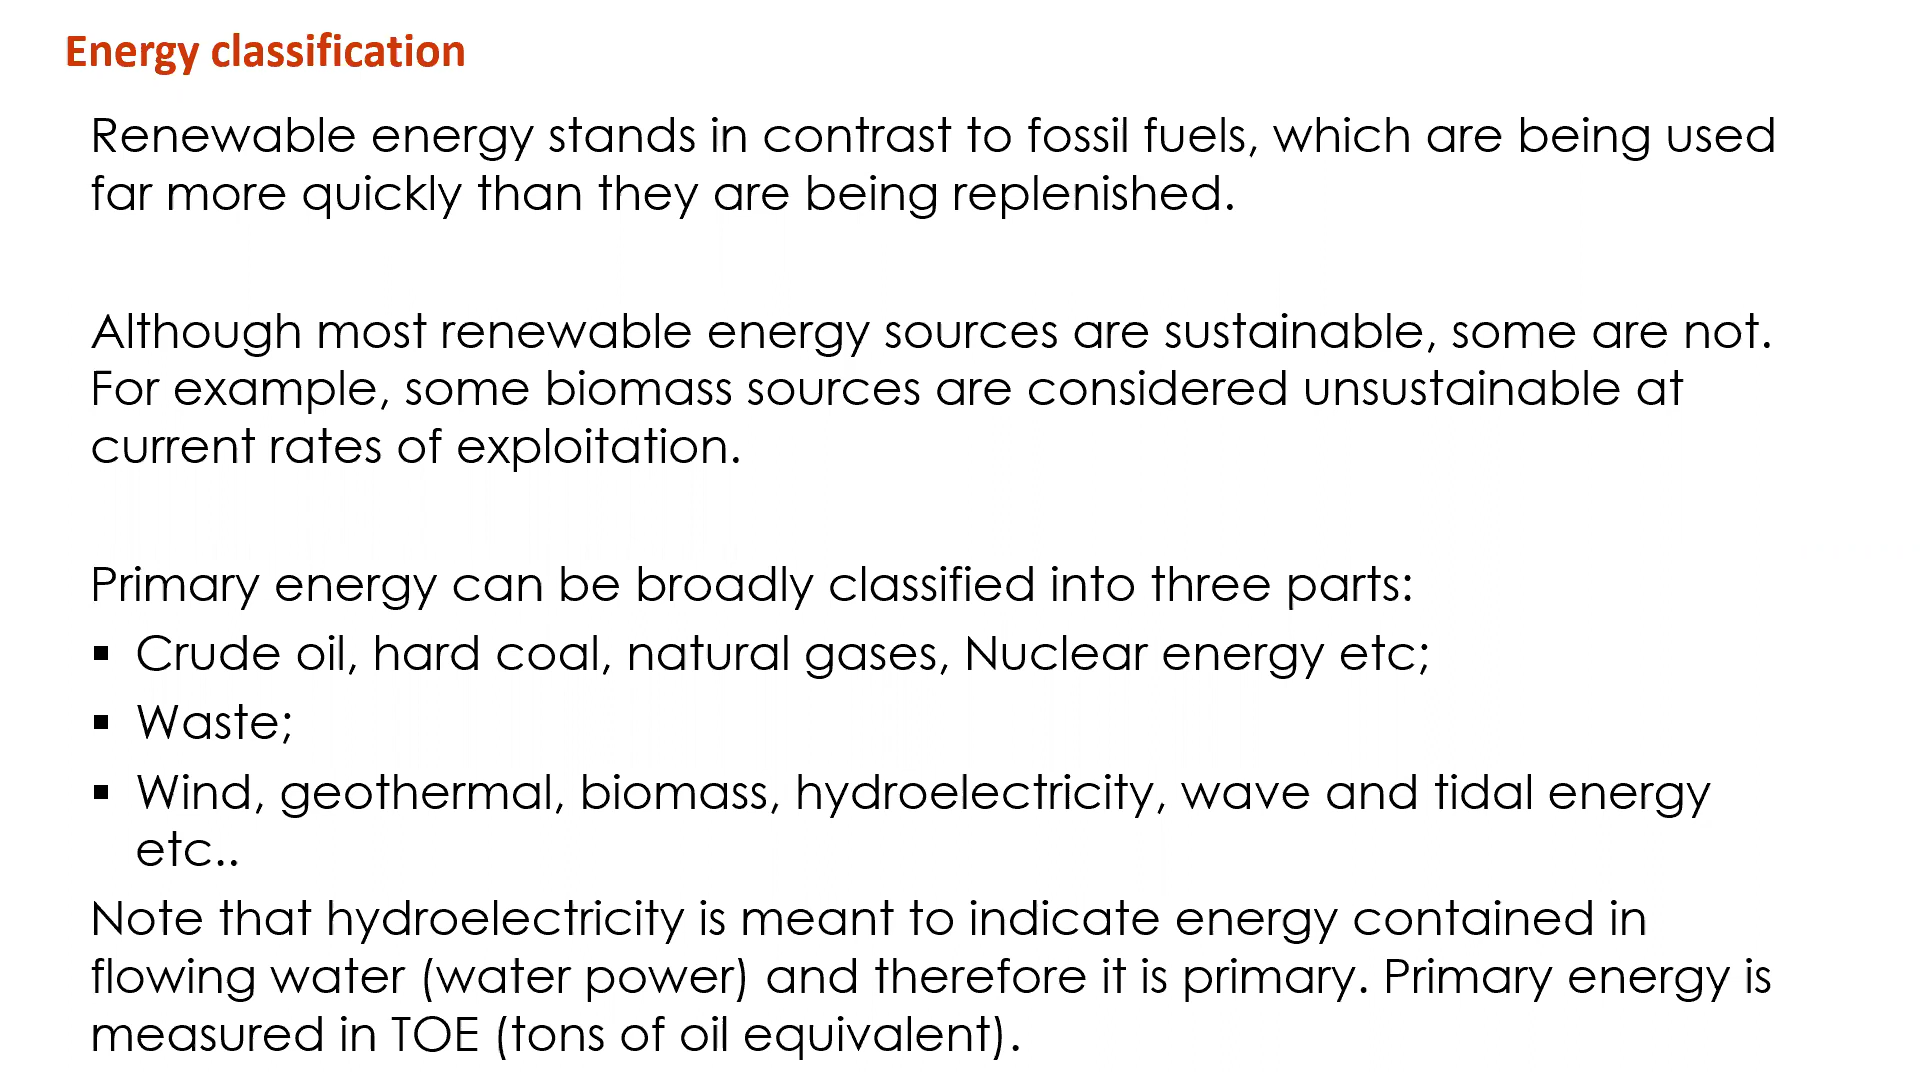 Energy classification
Renewable energy stands in contrast to fossil fuels, which are being used
far more quickly than they are being replenished.
Although most renewable energy sources are sustainable, some are not.
For example, some biomass sources are considered unsustainable at
current rates of exploitation.
Primary energy can be broadly classified into three parts:
▪ Crude oil, hard coal, natural gases, Nuclear energy etc;
▪ Waste;
▪ Wind, geothermal, biomass, hydroelectricity, wave and tidal energy
etc..
Note that hydroelectricity is meant to indicate energy contained in
flowing water (water power) and therefore it is primary. Primary energy is
measured in TOE (tons of oil equivalent).